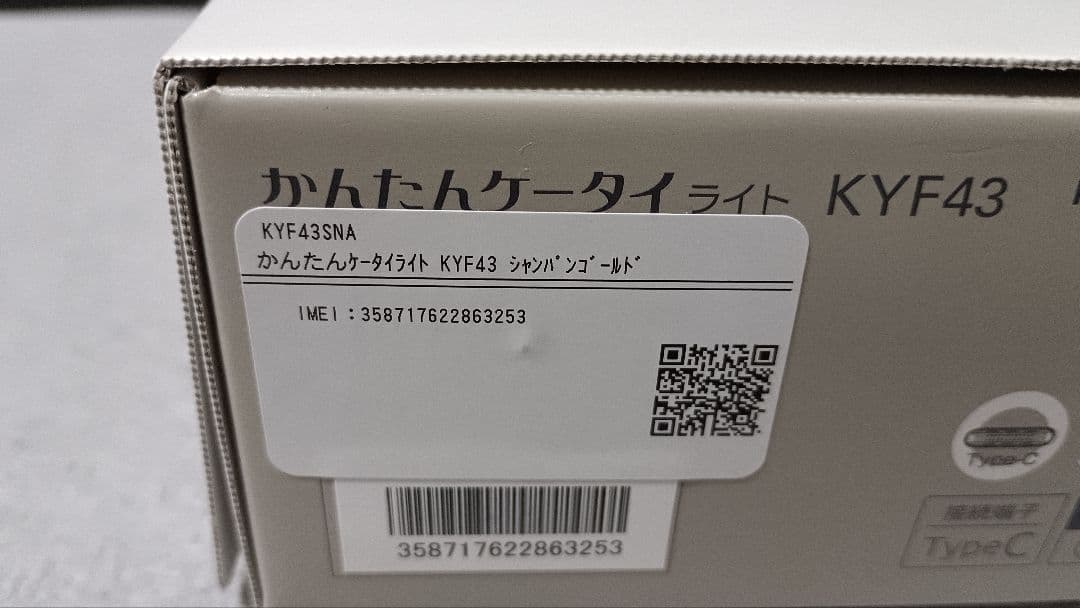 かんたんケータイ ライト KYF43
KYF43SNA
かんたんｹｰﾀｲﾗｲﾄ KYF43 ｼｬﾝﾊﾟﾝｺﾞｰﾙﾄﾞ
IMEI：358717622863253
Type-C
接続端子
TypeC
358717622863253